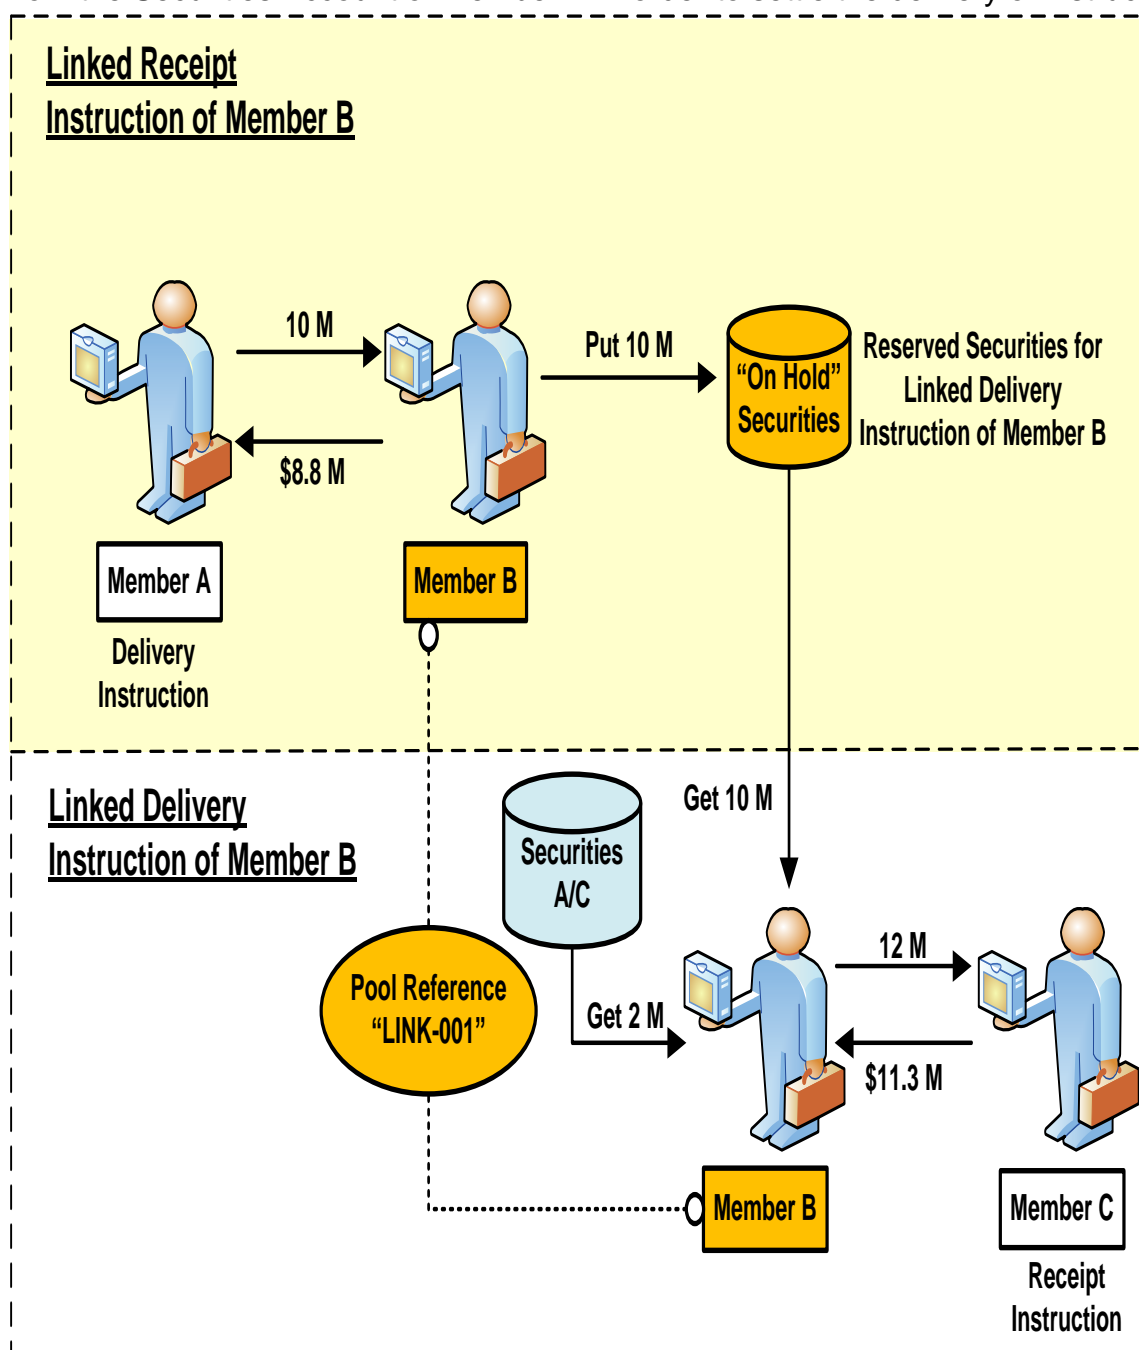 Linked Receipt
Instruction of Member B
10 M
$8.8 M
Put 10 M
“On Hold”
Securities
Reserved Securities for
Linked Delivery
Instruction of Member B
Member A
Delivery
Instruction
Member B
Linked Delivery
Instruction of Member B
Get 10 M
Securities
A/C
Get 2 M
Pool Reference
“LINK-001”
12 M
$11.3 M
Member B
Member C
Receipt
Instruction